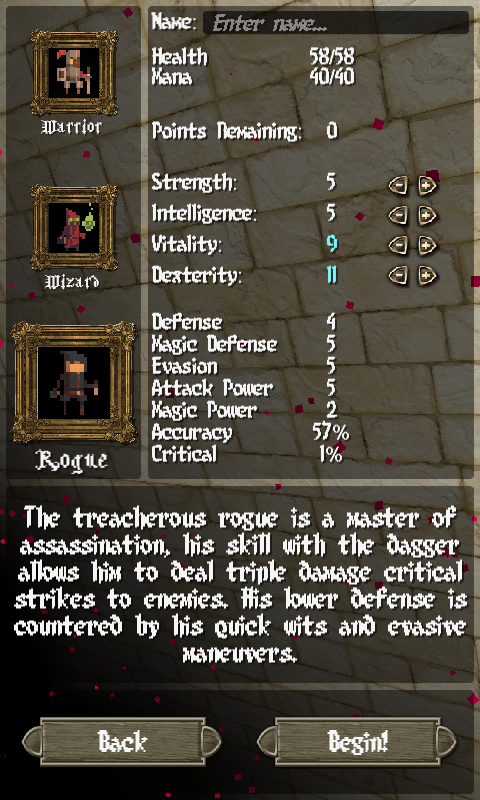 Name: Enter name...
Health 58/58
Mana 40/40
Points Remaining: 0
Strength: 5
Intelligence: 5
Vitality: 9
Dexterity: 11
Defense 4
Magic Defense 5
Evasion 5
Attack Power 5
Magic Power 2
Accuracy 57%
Critical 1%
Warrior
Wizard
Rogue
The treacherous rogue is a master of
assassination, his skill with the dagger
allows him to deal triple damage critical
strikes to enemies. His lower defense is
countered by his quick wits and evasive
maneuvers.
Back
Begin!